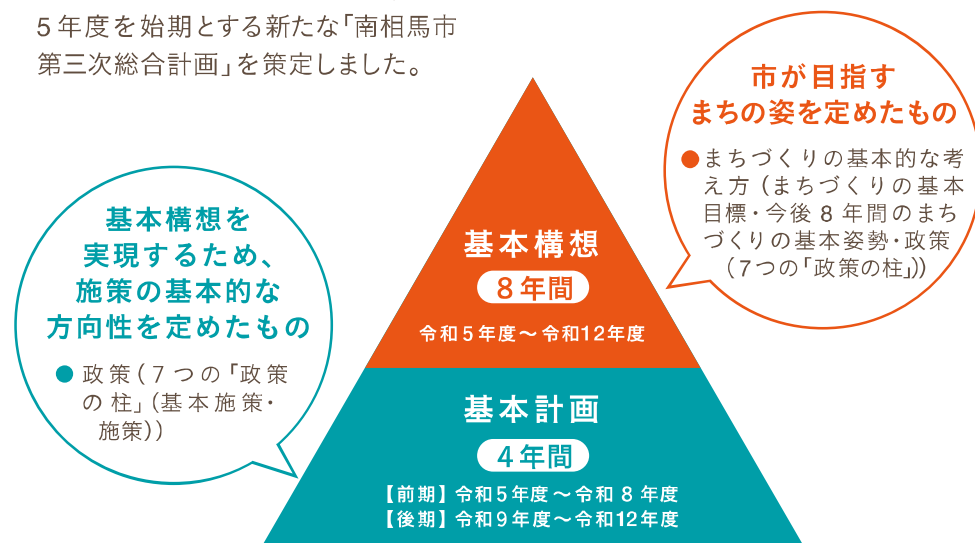 5年度を始期とする新たな「南相馬市
第三次総合計画」を策定しました。
市が目指す
まちの姿を定めたもの
●まちづくりの基本的な考
え方（まちづくりの基本
目標・今後8年間のまち
づくりの基本姿勢・政策
（7つの「政策の柱」））
基本構想を
実現するため、
施策の基本的な
方向性を定めたもの
●政策（7つの「政策
の柱」（基本施策・
施策））
基本構想
8年間
令和5年度～令和12年度
基本計画
4年間
【前期】令和5年度～令和8年度
【後期】令和9年度～令和12年度